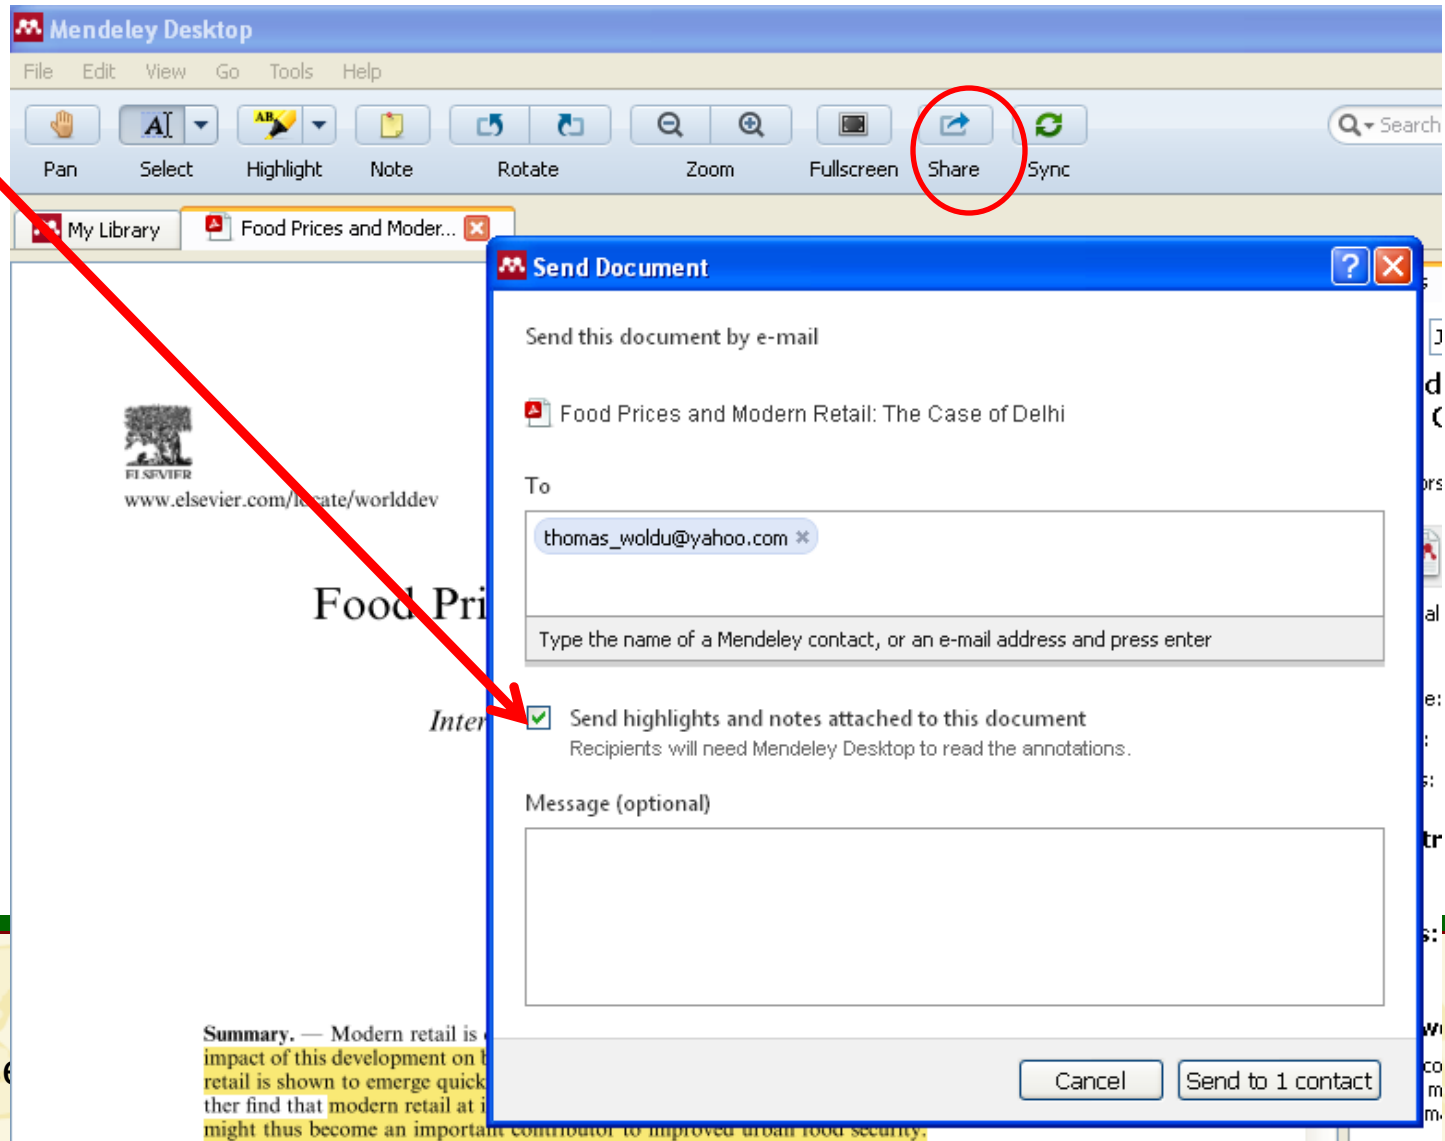 Mendeley Desktop
File Edit View Go Tools Help
Search
Pan Select Highlight Note Rotate Zoom Fullscreen Share Sync
My Library Food Prices and Moder...
Send Document
Send this document by e-mail
Food Prices and Modern Retail: The Case of Delhi
ELSEVIER
www.elsevier.com/locate/worlddev
To
thomas_woldu@yahoo.com
Food Pri
Type the name of a Mendeley contact, or an e-mail address and press enter
Inter
Send highlights and notes attached to this document
Recipients will need Mendeley Desktop to read the annotations.
Message (optional)
Summary. — Modern retail is
impact of this development on
retail is shown to emerge quick
ther find that modern retail at
might thus become an important contributor to improved urban food security.
Cancel Send to 1 contact